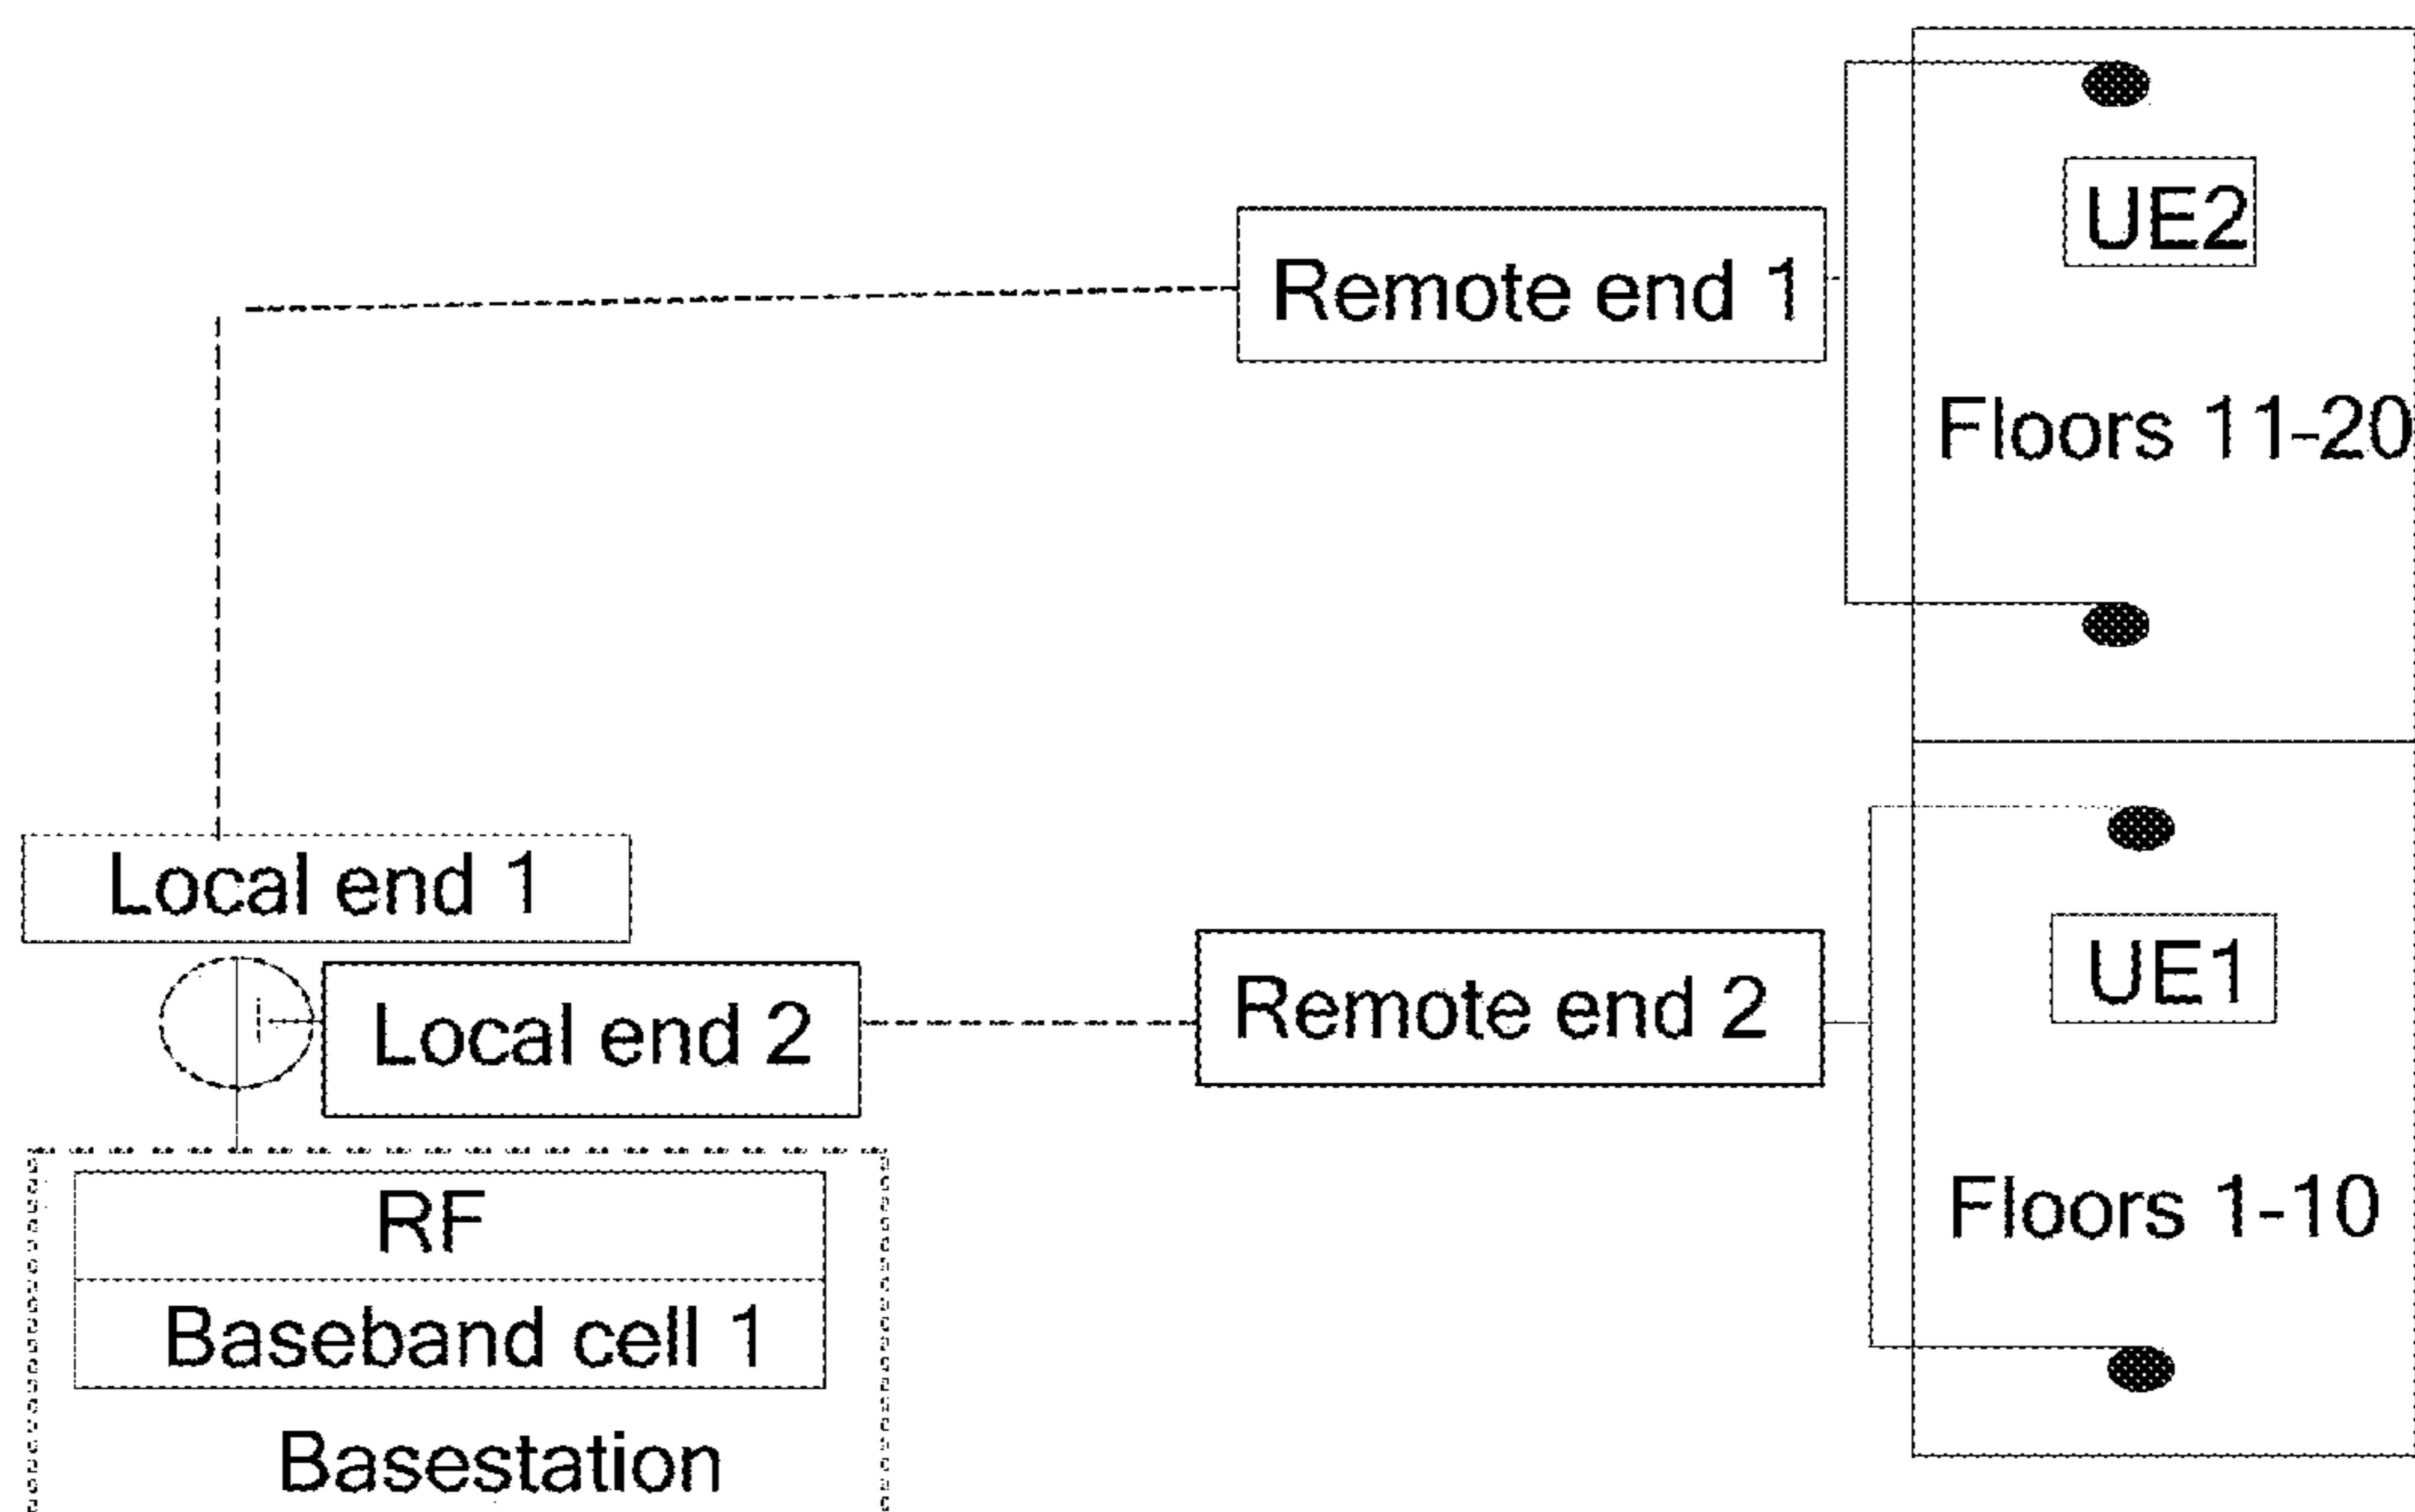 UE2
Remote end 1
Floors 11-20
Local end 1
UE1
Remote end 2
Local end 2
Floors 1-10
RF
Baseband cell 1
Basestation